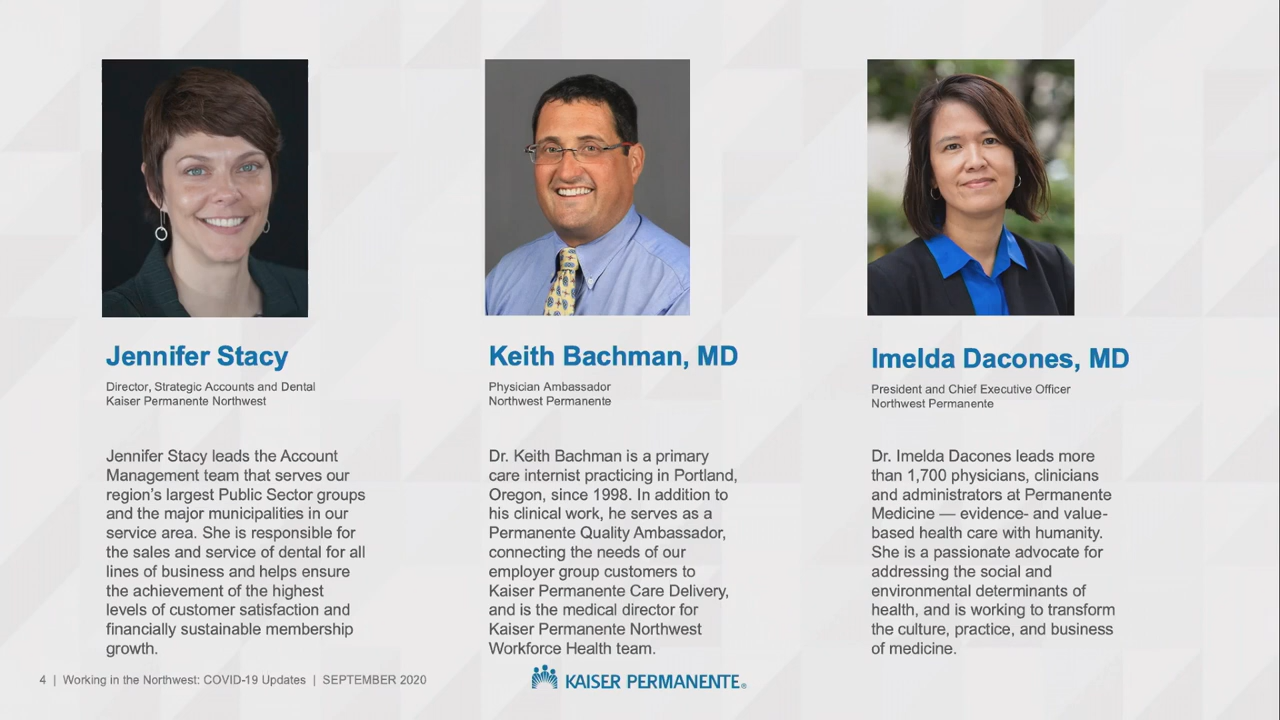 Jennifer Stacy
Director, Strategic Accounts and Dental
Kaiser Permanente Northwest
Jennifer Stacy leads the Account
Management team that serves our
region's largest Public Sector groups
and the major municipalities in our
service area. She is responsible for
the sales and service of dental for all
lines of business and helps ensure
the achievement of the highest
levels of customer satisfaction and
financially sustainable membership
growth.
Keith Bachman, MD
Physician Ambassador
Northwest Permanente
Dr. Keith Bachman is a primary
care internist practicing in Portland,
Oregon, since 1998. In addition to
his clinical work, he serves as a
Permanente Quality Ambassador,
connecting the needs of our
employer group customers to
Kaiser Permanente Care Delivery,
and is the medical director for
Kaiser Permanente Northwest
Workforce Health team.
Imelda Dacones, MD
President and Chief Executive Officer
Northwest Permanente
Dr. Imelda Dacones leads more
than 1,700 physicians, clinicians
and administrators at Permanente
Medicine — evidence- and value-
based health care with humanity.
She is a passionate advocate for
addressing the social and
environmental determinants of
health, and is working to transform
the culture, practice, and business
of medicine.
4 | Working in the Northwest: COVID-19 Updates | SEPTEMBER 2020
KAISER PERMANENTE®